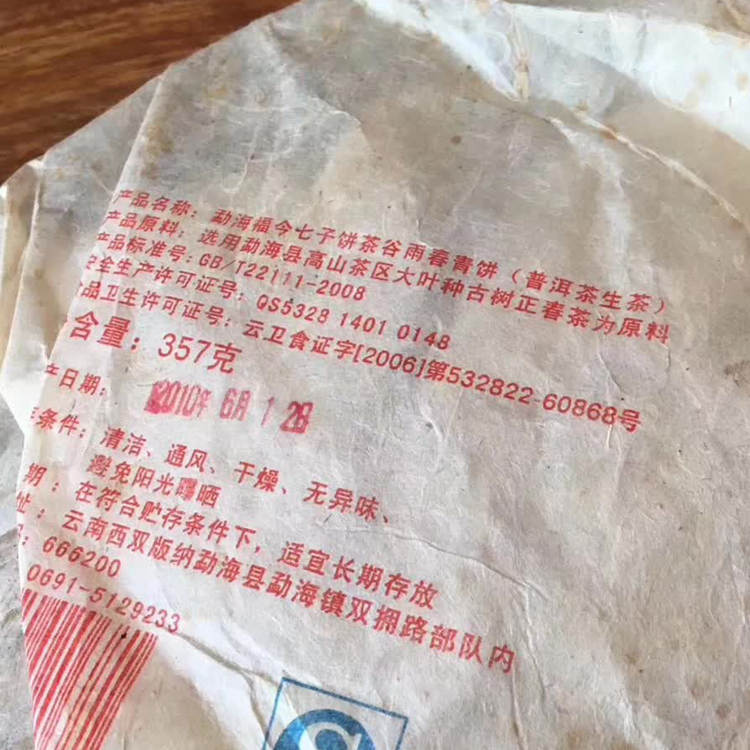 产品名称：勐海福今七子饼茶谷雨春青饼（普洱茶生茶）
产品原料：选用勐海县高山茶区大叶种古树正春茶为原料
产品标准号：GB/T22111-2008
安全生产许可证号：QS5328 1401 0148
品卫生许可证号：云卫食证字[2006]第532822-60868号
含量：357克
产日期：2010年 6月 12日
存条件：清洁、通风、干燥、无异味、
避免阳光曝晒
期：在符合贮存条件下，适宜长期存放
址：云南西双版纳勐海县勐海镇双拥路部队内
：666200
0691-5129233